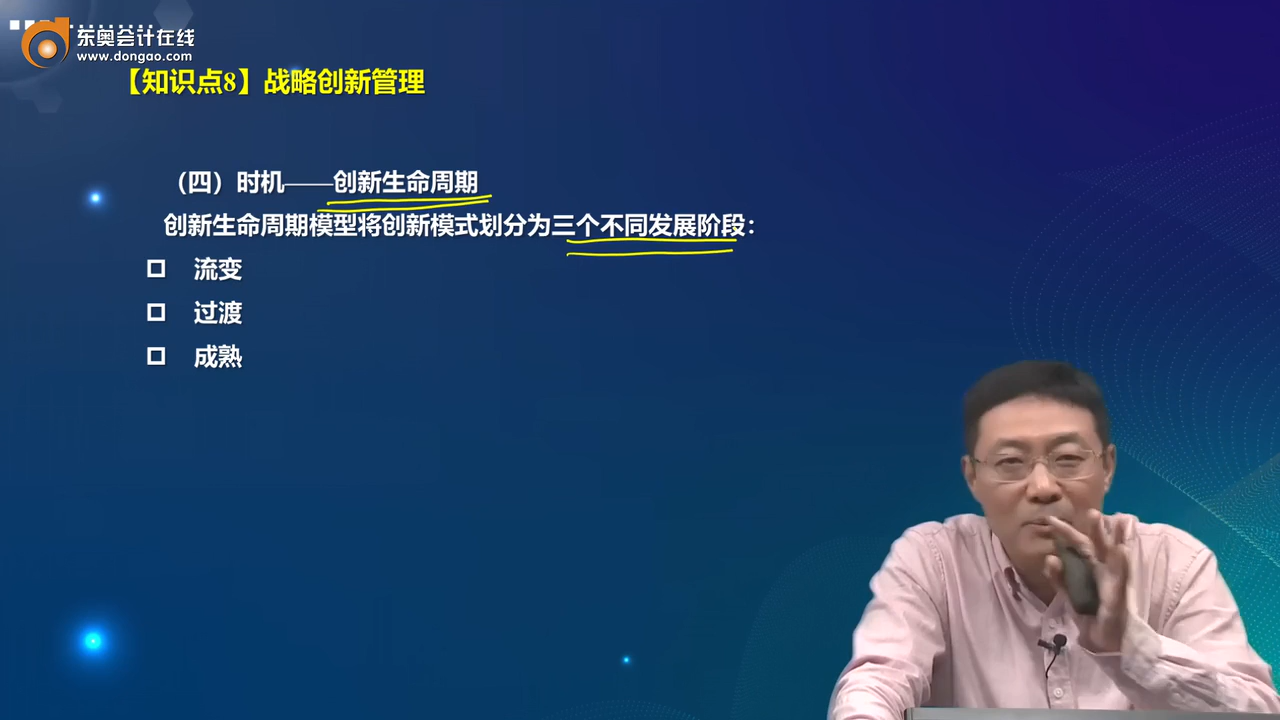 东奥会计在线
www.dongao.com
【知识点8】战略创新管理
（四）时机——创新生命周期
创新生命周期模型将创新模式划分为三个不同发展阶段：
流变
过渡
成熟